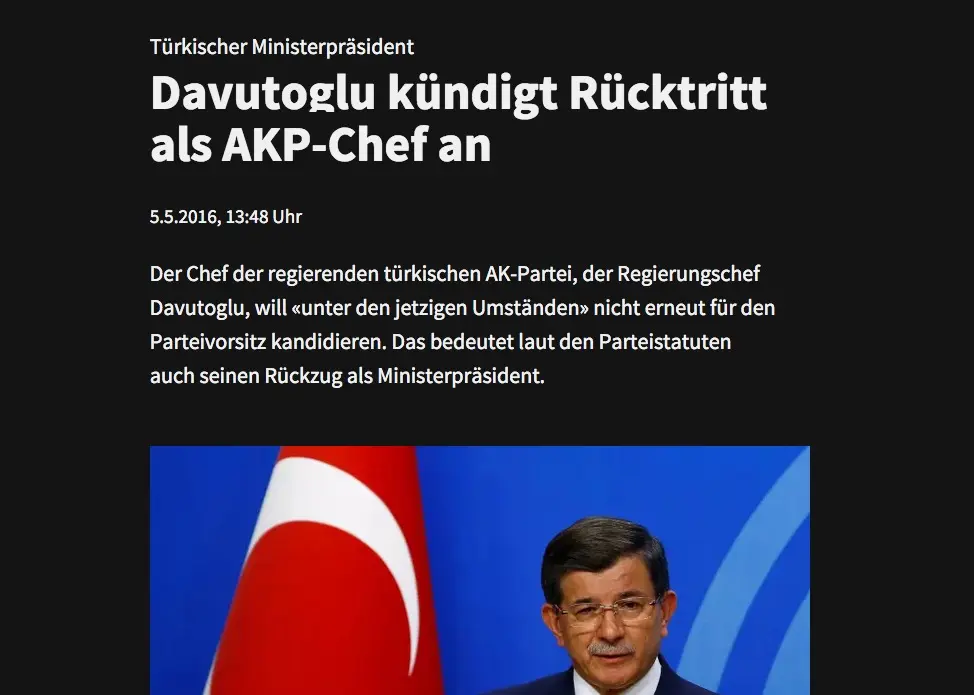 Türkischer Ministerpräsident
Davutoglu kündigt Rücktritt
als AKP-Chef an
5.5.2016, 13:48 Uhr
Der Chef der regierenden türkischen AK-Partei, der Regierungschef
Davutoglu, will «unter den jetzigen Umständen» nicht erneut für den
Parteivorsitz kandidieren. Das bedeutet laut den Parteistatuten
auch seinen Rückzug als Ministerpräsident.